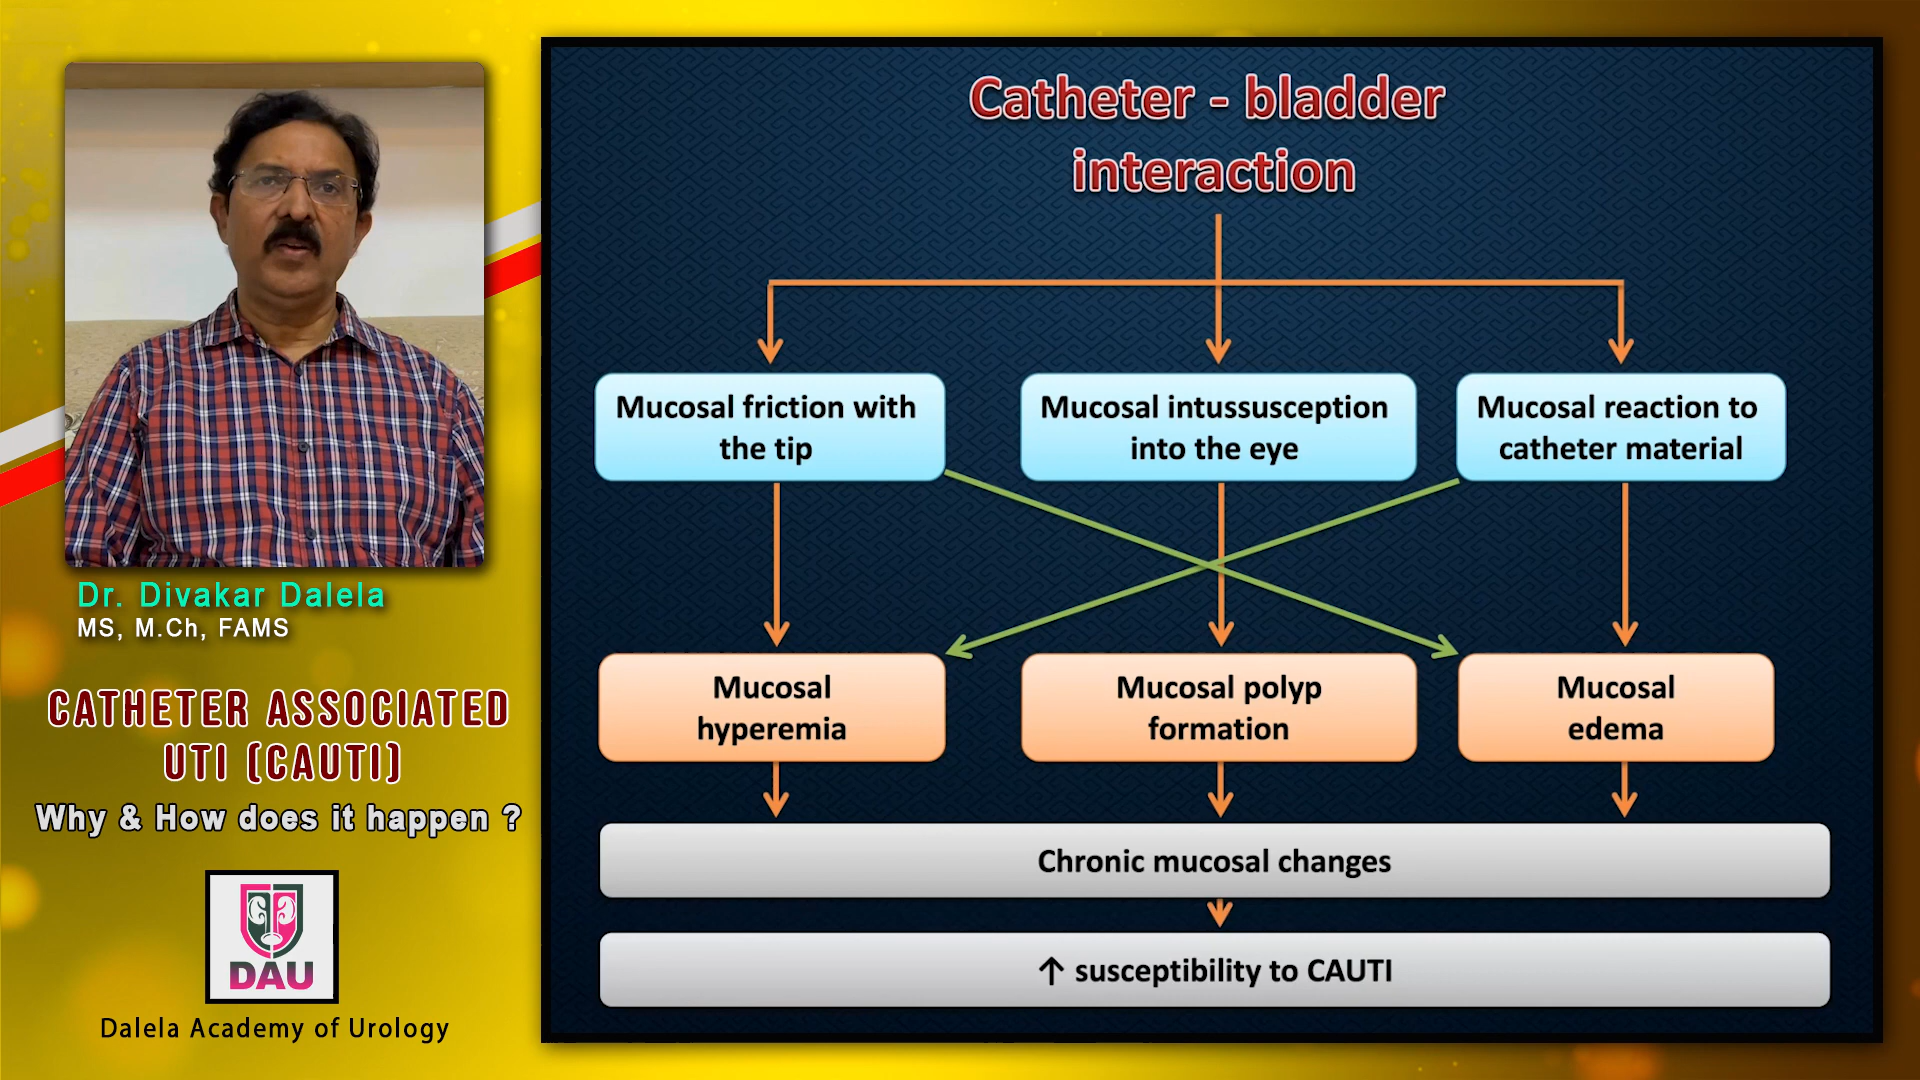 Dr. Divakar Dalela
MS, M.Ch, FAMS
CATHETER ASSOCIATED
UTI (CAUTI)
Why & How does it happen ?
DAU
Dalela Academy of Urology
Catheter - bladder
interaction
Mucosal friction with
the tip
Mucosal intussusception
into the eye
Mucosal reaction to
catheter material
Mucosal
hyperemia
Mucosal polyp
formation
Mucosal
edema
Chronic mucosal changes
↑ susceptibility to CAUTI